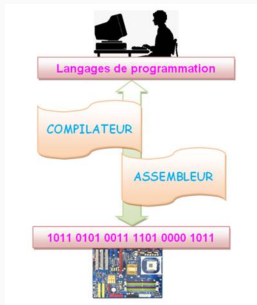 Langages de programmation
COMPILATEUR
ASSEMBLEUR
1011 0101 0011 1101 0000 1011